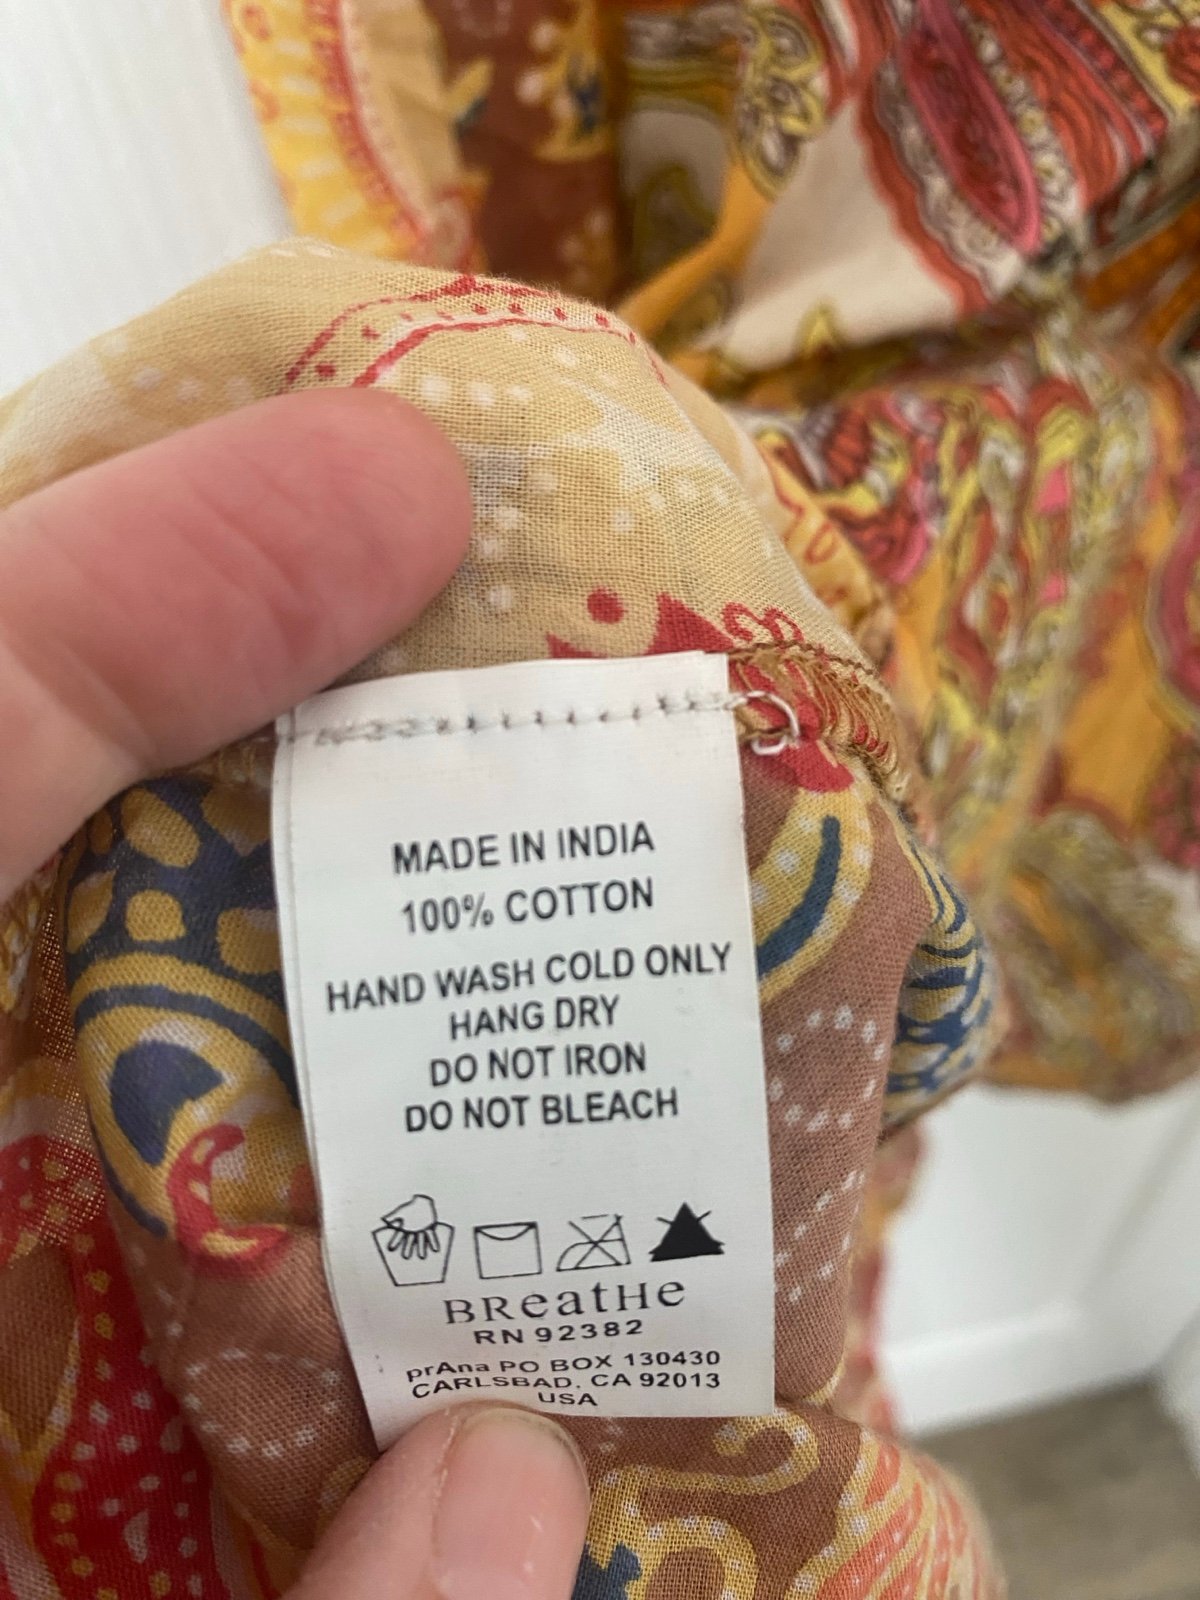 MADE IN INDIA
100% COTTON
HAND WASH COLD ONLY
HANG DRY
DO NOT IRON
DO NOT BLEACH
BReatHe
RN 92382
prAna PO BOX 130430
CARLSBAD, CA 92013
USA